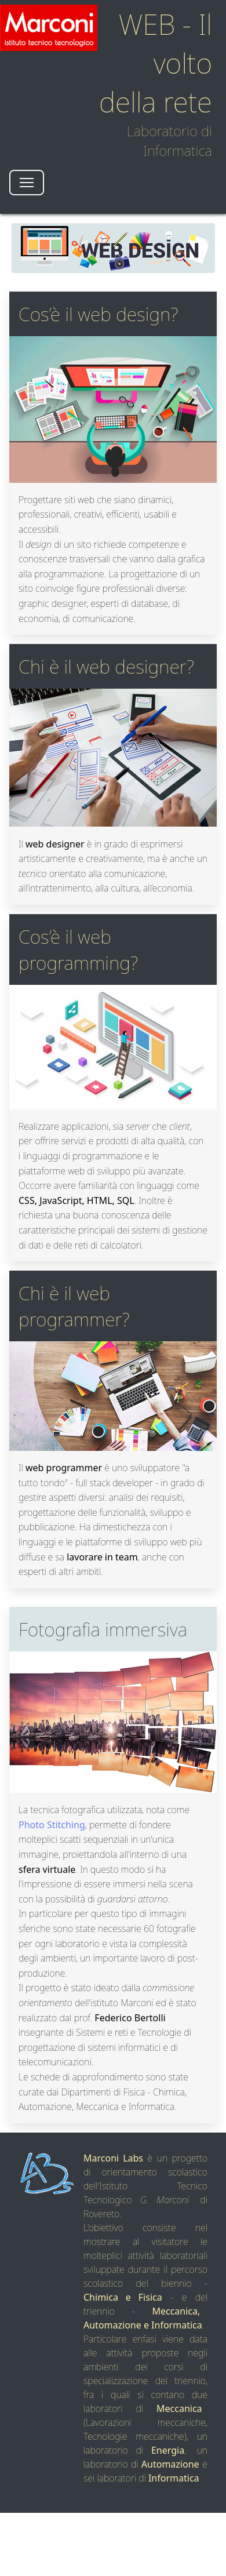 Marconi
istituto tecnico tecnologico
WEB - Il
volto
della rete
Laboratorio di
Informatica
WEB DESIGN
Cos'è il web design?
Progettare siti web che siano dinamici,
professionali, creativi, efficienti, usabili e
accessibili.
Il design di un sito richiede competenze e
conoscenze trasversali che vanno dalla grafica
alla programmazione. La progettazione di un
sito coinvolge figure professionali diverse:
graphic designer, esperti di database, di
economia, di comunicazione.
Chi è il web designer?
Il web designer è in grado di esprimersi
artisticamente e creativamente, ma è anche un
tecnico orientato alla comunicazione,
all'intrattenimento, alla cultura, all'economia.
Cos'è il web
programming?
Realizzare applicazioni, sia server che client,
per offrire servizi e prodotti di alta qualità, con
i linguaggi di programmazione e le
piattaforme web di sviluppo più avanzate.
Occorre avere familiarità con linguaggi come
CSS, JavaScript, HTML, SQL. Inoltre è
richiesta una buona conoscenza delle
caratteristiche principali dei sistemi di gestione
di dati e delle reti di calcolatori.
Chi è il web
programmer?
Il web programmer è uno sviluppatore "a
tutto tondo" - full stack developer - in grado di
gestire aspetti diversi: analisi dei requisiti,
progettazione delle funzionalità, sviluppo e
pubblicazione. Ha dimestichezza con i
linguaggi e le piattaforme di sviluppo web più
diffuse e sa lavorare in team, anche con
esperti di altri ambiti.
Fotografia immersiva
La tecnica fotografica utilizzata, nota come
Photo Stitching, permette di fondere
molteplici scatti sequenziali in un'unica
immagine, proiettandola all'interno di una
sfera virtuale. In questo modo si ha
l'impressione di essere immersi nella scena
con la possibilità di guardarsi attorno.
In particolare per questo tipo di immagini
sferiche sono state necessarie 60 fotografie
per ogni laboratorio e vista la complessità
degli ambienti, un importante lavoro di post-
produzione.
Il progetto è stato ideato dalla commissione
orientamento dell'istituto Marconi ed è stato
realizzato dal prof. Federico Bertolli
insegnante di Sistemi e reti e Tecnologie di
progettazione di sistemi informatici e di
telecomunicazioni.
Le schede di approfondimento sono state
curate dai Dipartimenti di Fisica - Chimica,
Automazione, Meccanica e Informatica.
Marconi Labs è un progetto
di orientamento scolastico
dell'Istituto Tecnico
Tecnologico G. Marconi di
Rovereto.
L'obiettivo consiste nel
mostrare al visitatore le
molteplici attività laboratoriali
sviluppate durante il percorso
scolastico del biennio -
Chimica e Fisica - e del
triennio - Meccanica,
Automazione e Informatica.
Particolare enfasi viene data
alle attività proposte negli
ambienti dei corsi di
specializzazione del triennio,
fra i quali si contano due
laboratori di Meccanica
(Lavorazioni meccaniche,
Tecnologie meccaniche), un
laboratorio di Energia, un
laboratorio di Automazione e
sei laboratori di Informatica